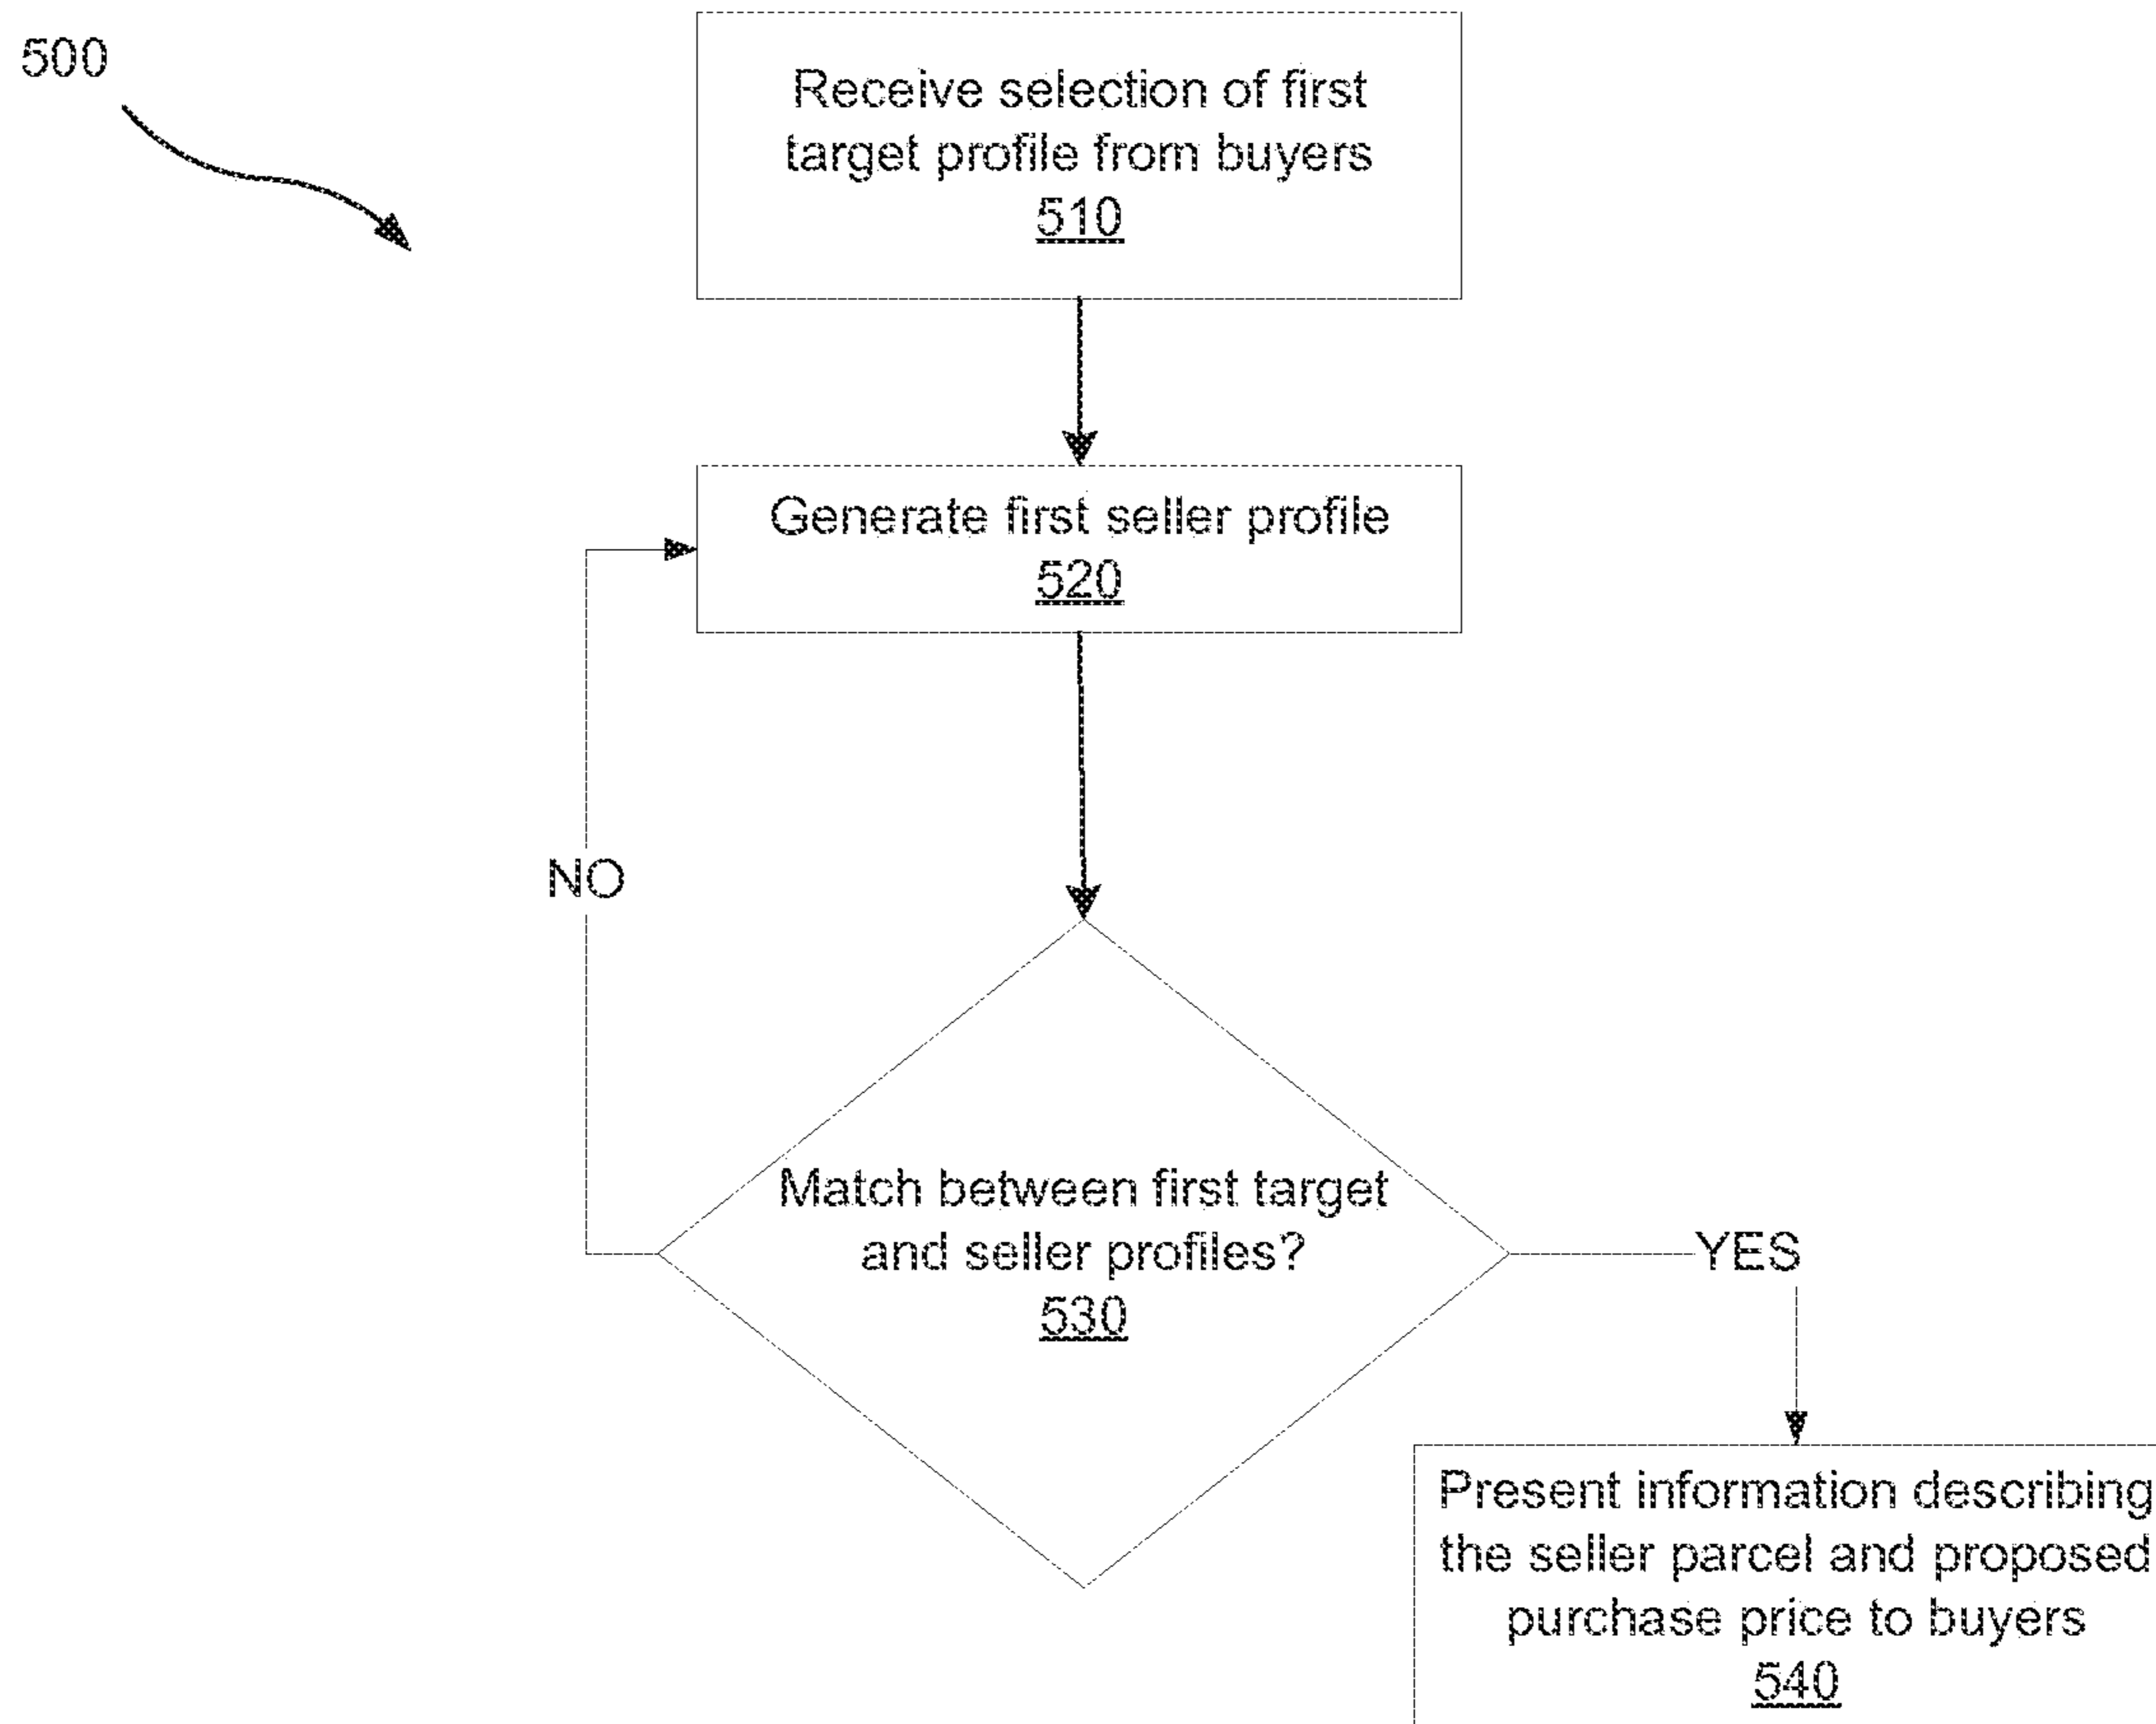 500
Receive selection of first
target profile from buyers
510
Generate first seller profile
520
NO
Match between first target
and seller profiles?
530
YES
Present information describing
the seller parcel and proposed
purchase price to buyers
540